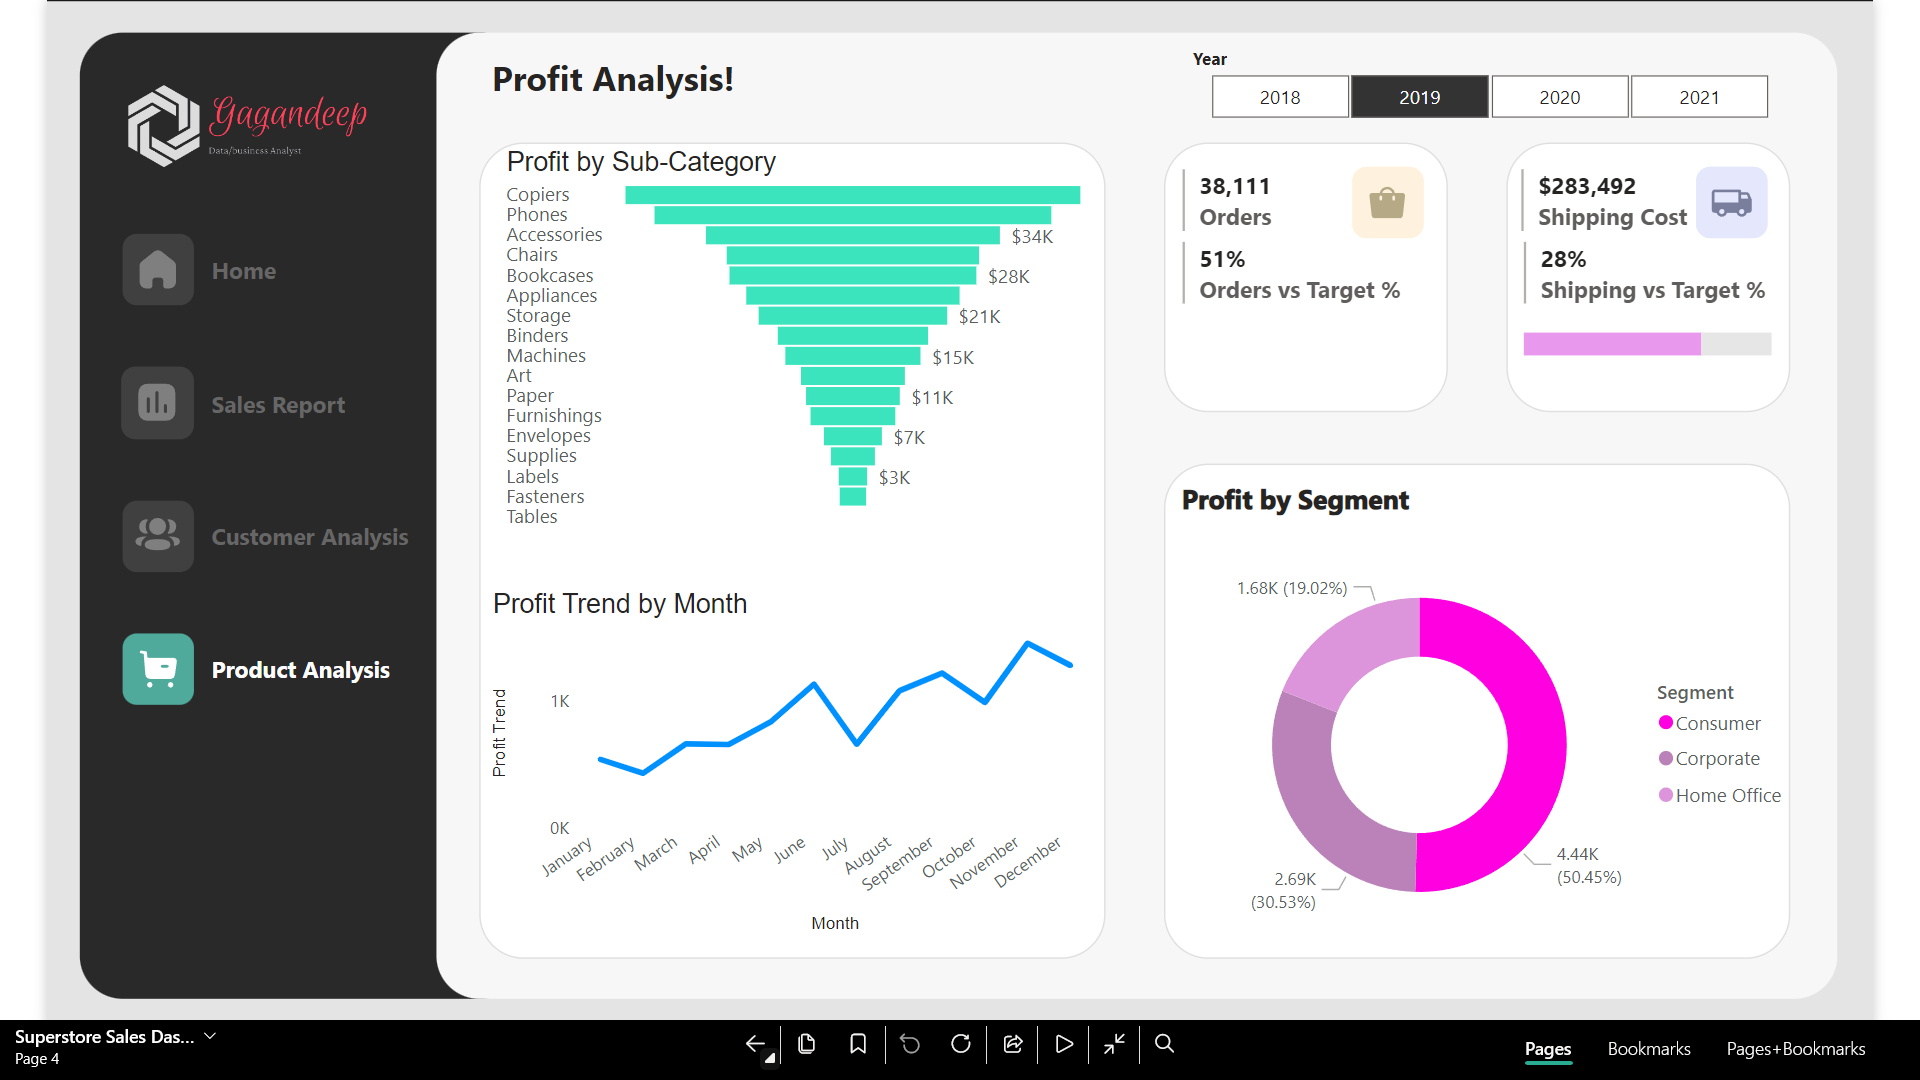 Gagandeep
Data/business Analyst
Home
Sales Report
Customer Analysis
Product Analysis
Profit Analysis!
Year
2018
2019
2020
2021
Profit by Sub-Category
Copiers
Phones
Accessories
$34K
Chairs
Bookcases
$28K
Appliances
Storage
$21K
Binders
Machines
$15K
Art
Paper
$11K
Furnishings
Envelopes
$7K
Supplies
Labels
$3K
Fasteners
Tables
Profit Trend by Month
Profit Trend
1K
0K
January
February
March
April
May
June
July
August
September
October
November
December
Month
38,111
Orders
51%
Orders vs Target %
$283,492
Shipping Cost
28%
Shipping vs Target %
Profit by Segment
1.68K (19.02%)
2.69K
(30.53%)
4.44K
(50.45%)
Segment
Consumer
Corporate
Home Office
Superstore Sales Das...
Page 4
Pages
Bookmarks
Pages+Bookmarks